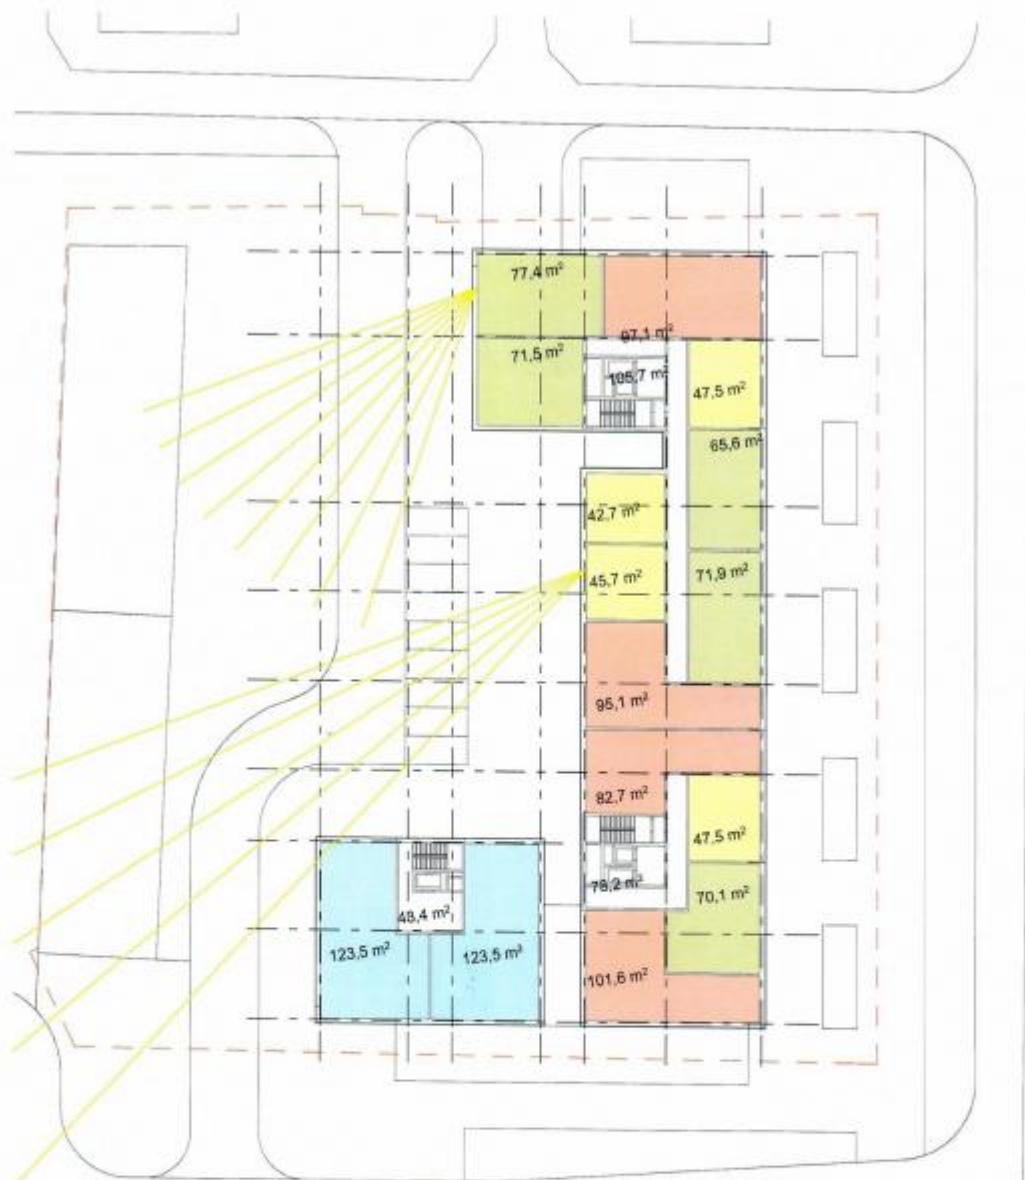 77,4 m²
97,1 m²
71,5 m²
105,7 m²
47,5 m²
65,6 m²
42,7 m²
45,7 m²
71,9 m²
95,1 m²
82,7 m²
47,5 m²
78,2 m²
70,1 m²
48,4 m²
123,5 m²
123,5 m²
101,6 m²